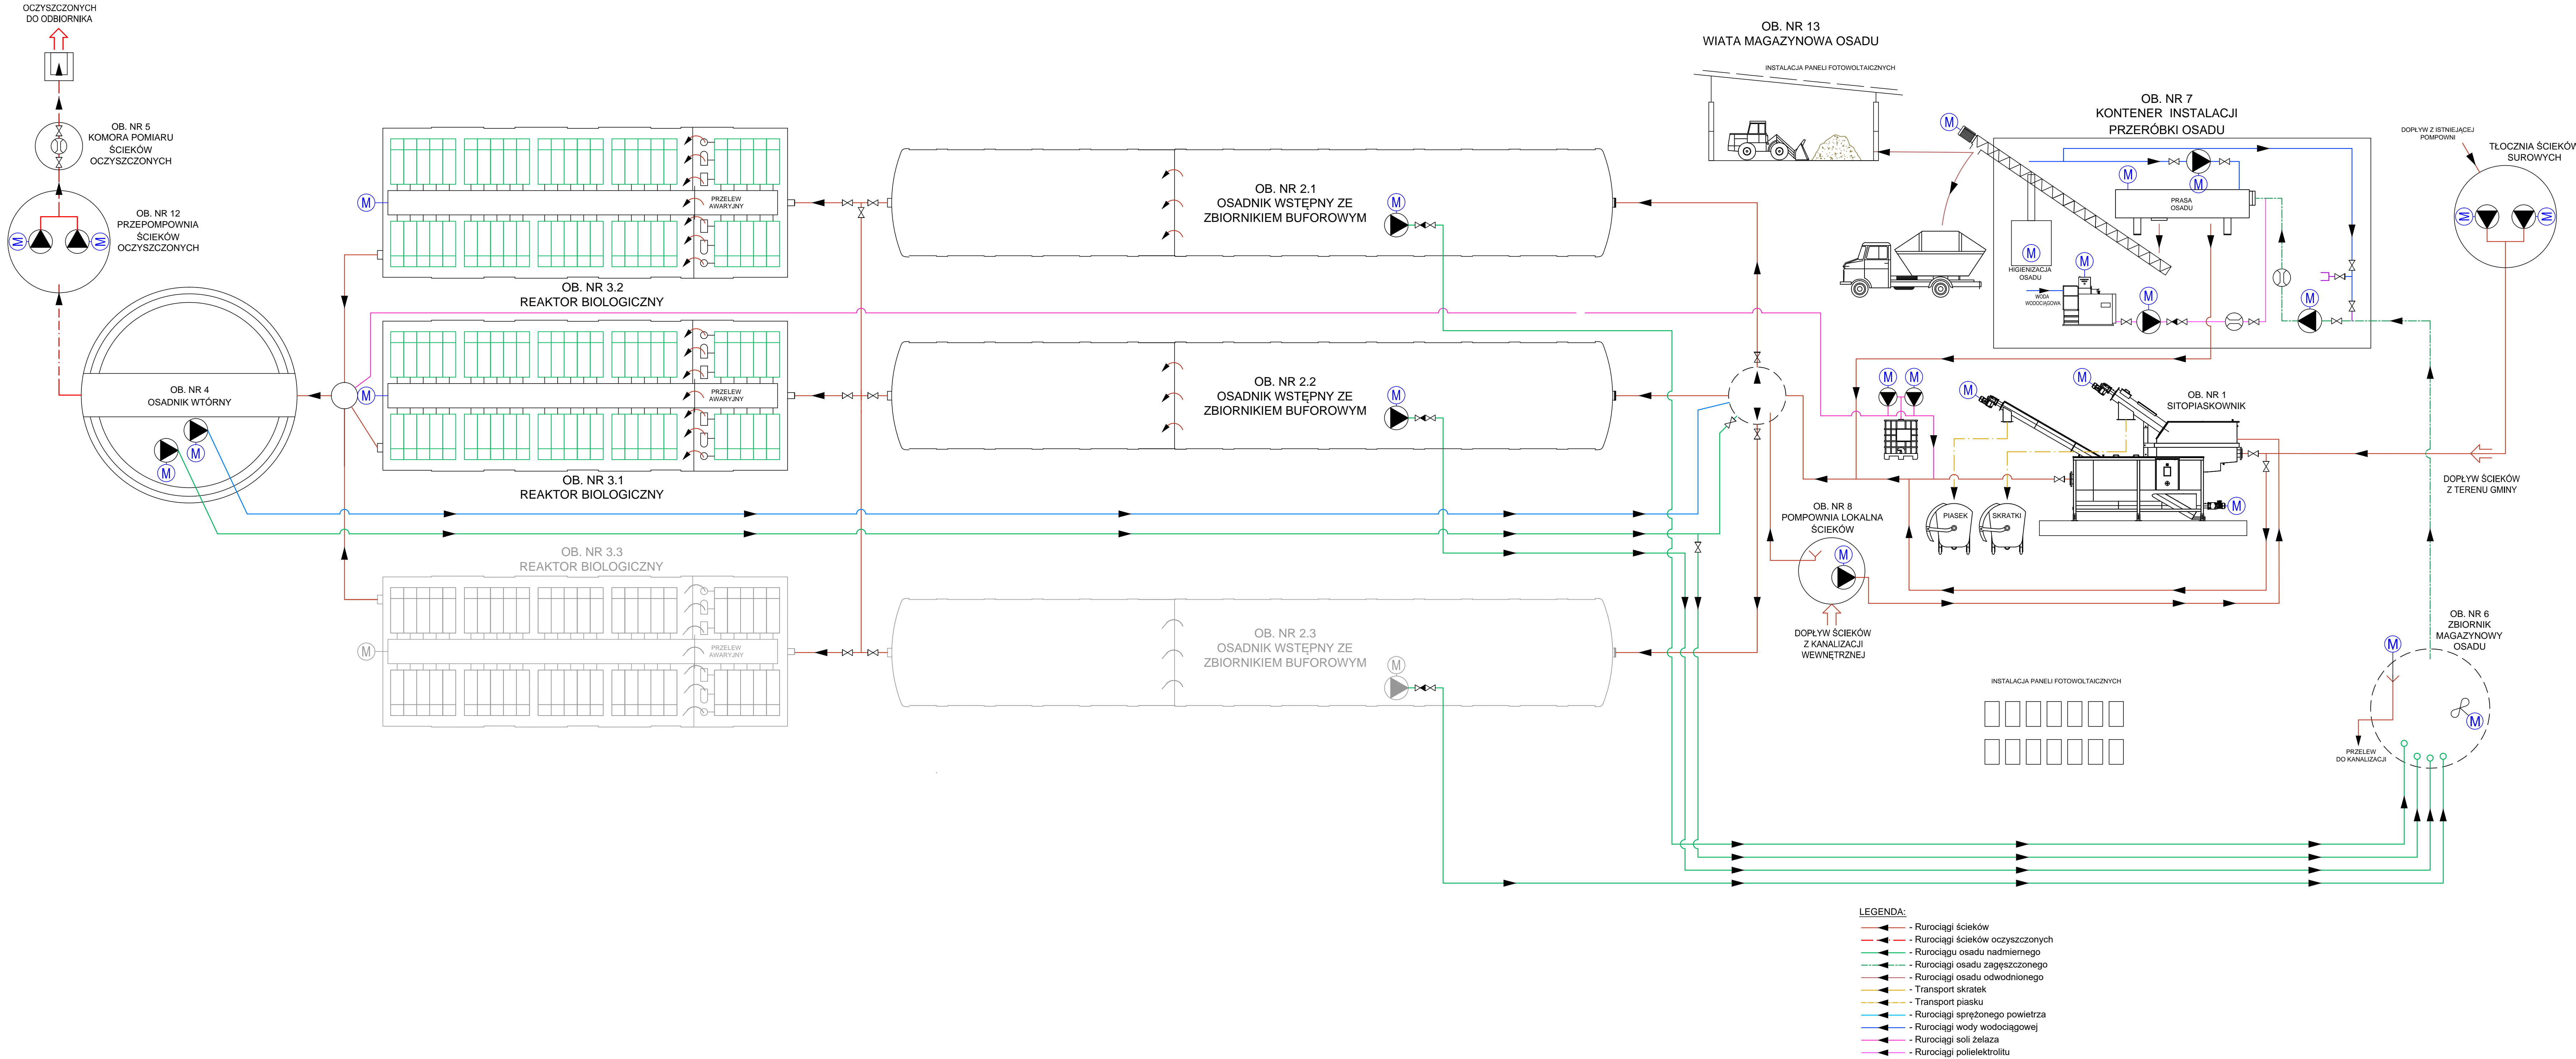 OCZYSZCZONYCH
DO ODBIORNIKA
OB. NR 5
KOMORA POMIARU
ŚCIEKÓW
OCZYSZCZONYCH
OB. NR 12
PRZEPOMPOWNIA
ŚCIEKÓW
OCZYSZCZONYCH
M
M
OB. NR 4
OSADNIK WTÓRNY
M
M
M
PRZELEW
AWARYJNY
OB. NR 3.2
REAKTOR BIOLOGICZNY
M
PRZELEW
AWARYJNY
OB. NR 3.1
REAKTOR BIOLOGICZNY
OB. NR 3.3
REAKTOR BIOLOGICZNY
M
PRZELEW
AWARYJNY
OB. NR 2.1
OSADNIK WSTĘPNY ZE
ZBIORNIKIEM BUFOROWYM
M
OB. NR 2.2
OSADNIK WSTĘPNY ZE
ZBIORNIKIEM BUFOROWYM
M
OB. NR 2.3
OSADNIK WSTĘPNY ZE
ZBIORNIKIEM BUFOROWYM
M
OB. NR 13
WIATA MAGAZYNOWA OSADU
INSTALACJA PANELI FOTOWOLTAICZNYCH
OB. NR 7
KONTENER INSTALACJI
PRZERÓBKI OSADU
M
M
M
PRASA
OSADU
M
HIGIENIZACJA
OSADU
M
WODA
WODOCIĄGOWA
M
M
DOPŁYW Z ISTNIEJĄCEJ
POMPOWNI
TŁOCZNIA ŚCIEKÓW
SUROWYCH
M
M
M
M
M
M
OB. NR 1
SITOPIASKOWNIK
M
PIASEK
SKRATKI
DOPŁYW ŚCIEKÓW
Z TERENU GMINY
OB. NR 8
POMPOWNIA LOKALNA
ŚCIEKÓW
M
DOPŁYW ŚCIEKÓW
Z KANALIZACJI
WEWNĘTRZNEJ
OB. NR 6
ZBIORNIK
MAGAZYNOWY
OSADU
M
M
PRZELEW
DO KANALIZACJI
INSTALACJA PANELI FOTOWOLTAICZNYCH
LEGENDA:
- Rurociągi ścieków
- Rurociągi ścieków oczyszczonych
- Rurociągu osadu nadmiernego
- Rurociągi osadu zagęszczonego
- Rurociągi osadu odwodnionego
- Transport skratek
- Transport piasku
- Rurociągi sprężonego powietrza
- Rurociągi wody wodociągowej
- Rurociągi soli żelaza
- Rurociągi polielektrolitu